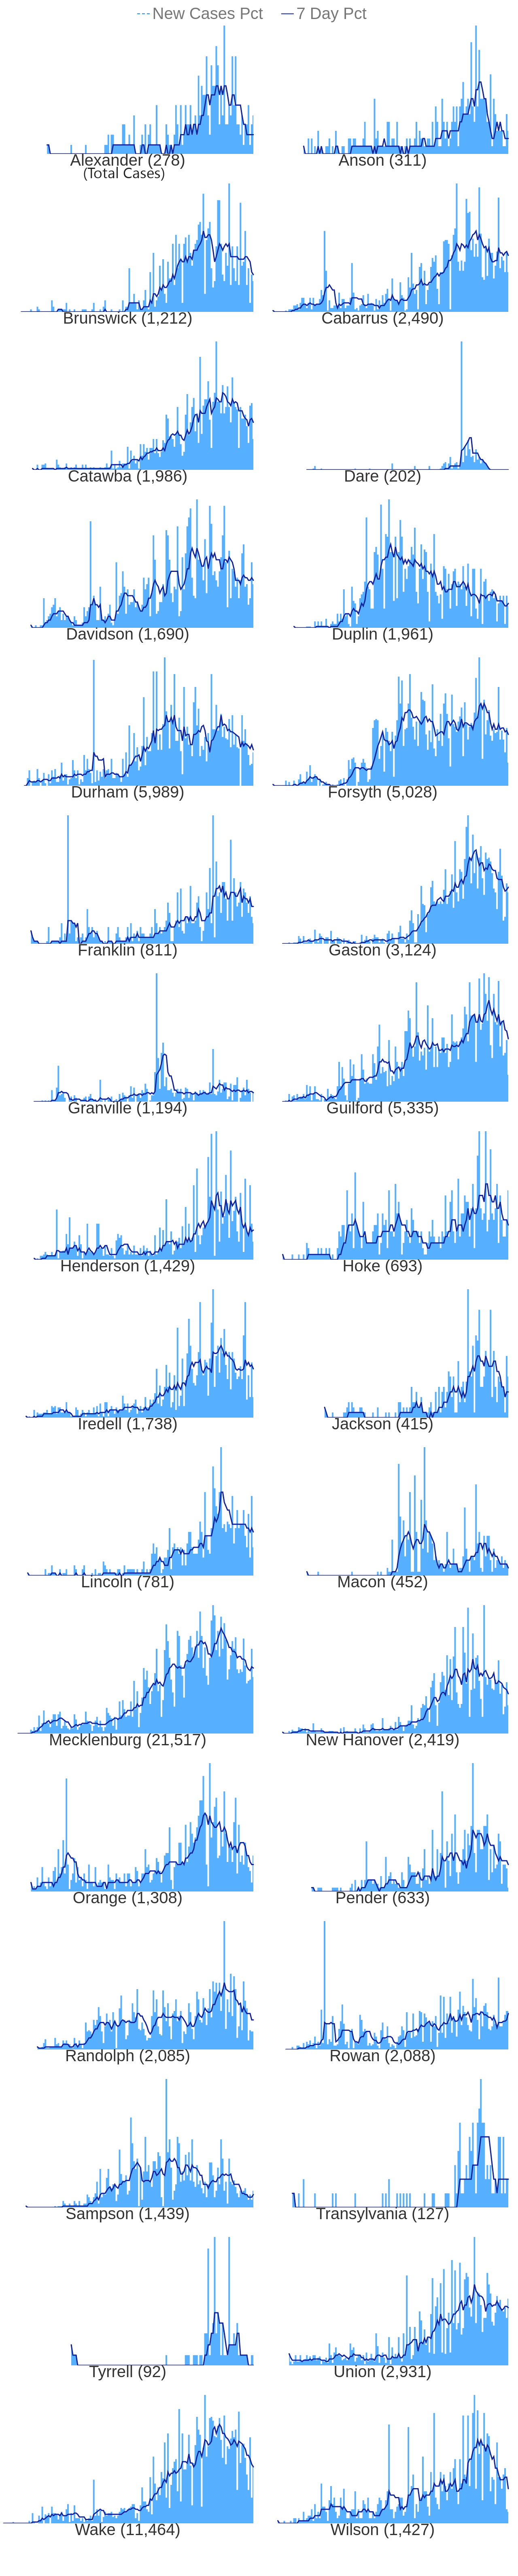 New Cases Pct 7 Day Pct
Alexander (278) Anson (311)
(Total Cases)
Brunswick (1,212) Cabarrus (2,490)
Catawba (1,986) Dare (202)
Davidson (1,690) Duplin (1,961)
Durham (5,989) Forsyth (5,028)
Franklin (811) Gaston (3,124)
Granville (1,194) Guilford (5,335)
Henderson (1,429) Hoke (693)
Iredell (1,738) Jackson (415)
Lincoln (781) Macon (452)
Mecklenburg (21,517) New Hanover (2,419)
Orange (1,308) Pender (633)
Randolph (2,085) Rowan (2,088)
Sampson (1,439) Transylvania (127)
Tyrrell (92) Union (2,931)
Wake (11,464) Wilson (1,427)